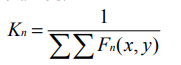 Kn = 1 / ∑∑Fn(x, y)